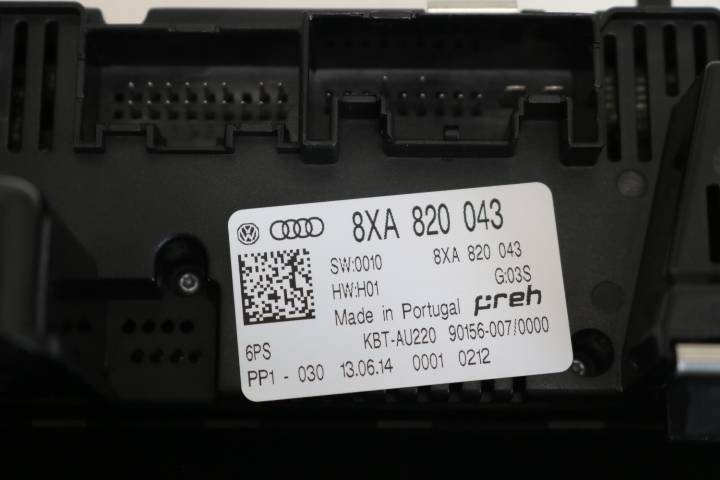 8XA 820 043
SW:0010 8XA 820 043
HW:H01 G:03S
Made in Portugal preh
KBT-AU220 90156-007/0000
6PS
PP1 - 030 13.06.14 0001 0212